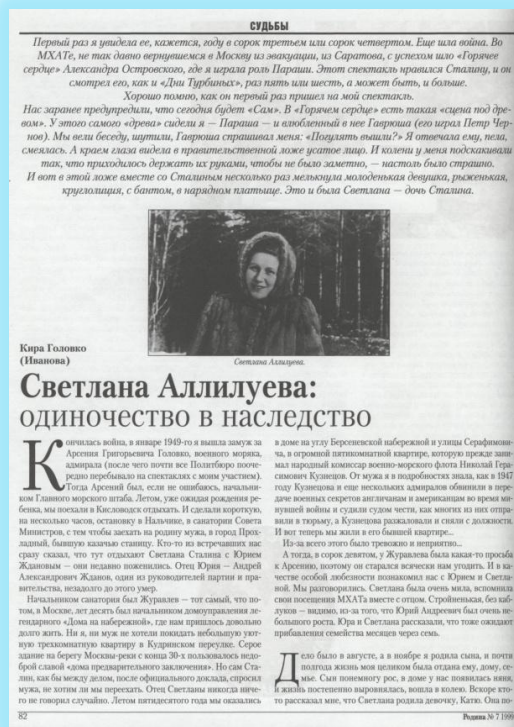 СУДЬБЫ
Первый раз я увидела ее, кажется, году в сорок третьем или сорок четвертом. Еще шла война. Во
МХАТе, не так давно вернувшемся в Москву из эвакуации, из Саратова, с успехом шло «Горячее
сердце» Александра Островского, где я играла роль Параши. Этот спектакль нравился Сталину, и он
смотрел его, как и «Дни Турбиных», раз пять или шесть, а может быть, и больше.
Хорошо помню, как он первый раз пришел на мой спектакль.
Нас заранее предупредили, что сегодня будет «Сам». В «Горячем сердце» есть такая «сцена под дре-
вом». У этого самого «древа» сидели я – Параша – и влюбленный в нее Гаврюша (его играл Петр Чер-
нов). Мы вели беседу, шутили, Гаврюша спрашивал меня: «Погулять вышли?» Я отвечала ему, пела,
смеялась. А краем глаза видела в правительственной ложе усатое лицо. И колени у меня подскакивали
так, что приходилось держать их руками, чтобы не было заметно, — настоль было страшно.
И вот в этой ложе вместе со Сталиным несколько раз мелькнула молоденькая девушка, рыженькая,
круглолицая, с бантом, в нарядном платьице. Это и была Светлана – дочь Сталина.
Кира Головко
(Иванова)
Светлана Аллилуева.
Светлана Аллилуева:
одиночество в наследство
Кончилась война, в январе 1949-го я вышла замуж за
Арсения Григорьевича Головко, военного моряка,
адмирала (после чего почти все Политбюро пооче-
редно перебывало на спектаклях с моим участием).
Тогда Арсений был, если не ошибаюсь, начальни-
ком Главного морского штаба. Летом, уже ожидая рождения ре-
бенка, мы поехали в Кисловодск отдыхать. И сделали короткую,
на несколько часов, остановку в Нальчике, в санатории Совета
Министров, с тем чтобы заехать на родину мужа, в город Прох-
ладный, бывшую казачью станицу. Кто-то из встречавших нас
сразу сказал, что тут отдыхают Светлана Сталина с Юрием
Ждановым – они недавно поженились. Отец Юрия – Андрей
Александрович Жданов, один из руководителей партии и пра-
вительства, незадолго до этого умер.
Начальником санатория был Журавлев – тот самый, что по-
том, в Москве, лет десять был начальником домоуправления ле-
гендарного «Дома на набережной», где нам пришлось довольно
долго жить. Ни я, ни муж не хотели покидать небольшую уют-
ную трехкомнатную квартиру в Кудринском переулке. Серое
здание на берегу Москвы-реки с конца 30-х пользовалось недо-
брой славой «дома предварительного заключения». Но сам Ста-
лин, как бы между делом, после официального доклада, спросил
мужа, не хотим ли мы переехать. Отец Светланы никогда ниче-
го не говорил случайно. Летом пятидесятого года мы оказались
в доме на углу Берсеневской набережной и улицы Серафимови-
ча, в огромной пятикомнатной квартире, которую прежде зани-
мал народный комиссар военно-морского флота Николай Гера-
симович Кузнецов. От мужа я в подробностях знала, как в 1947
году Кузнецова и еще нескольких адмиралов обвинили в пере-
даче военных секретов англичанам и американцам во время ми-
нувшей войны и судили судом чести, как многих из них отпра-
вили в тюрьму, а Кузнецова разжаловали и сняли с должности.
И вот теперь мы жили в его бывшей квартире...
Из-за всего этого было тревожно и неприятно...
А тогда, в сорок девятом, у Журавлева была какая-то просьба
к Арсению, поэтому он старался всячески нам угодить. И в ка-
честве особой любезности познакомил нас с Юрием и Светла-
ной. Мы разговорились. Светлана была очень мила, вспомнила
свои посещения МХАТа вместе с отцом. Стройненькая, без каб-
луков – видимо, из-за того, что Юрий Андреевич был очень не-
большого роста. Юра и Светлана рассказали, что тоже ожидают
прибавления семейства месяцев через семь.
Дело было в августе, а в ноябре я родила сына, и почти
полгода жизнь моя целиком была отдана ему, дому, се-
мье. Сын понемногу рос, в доме у нас появилась няня,
и жизнь постепенно выровнялась, вошла в колею. Вскоре кто-
то рассказал мне, что Светлана родила девочку, Катю. Она по-
82
Родина № 7 1998